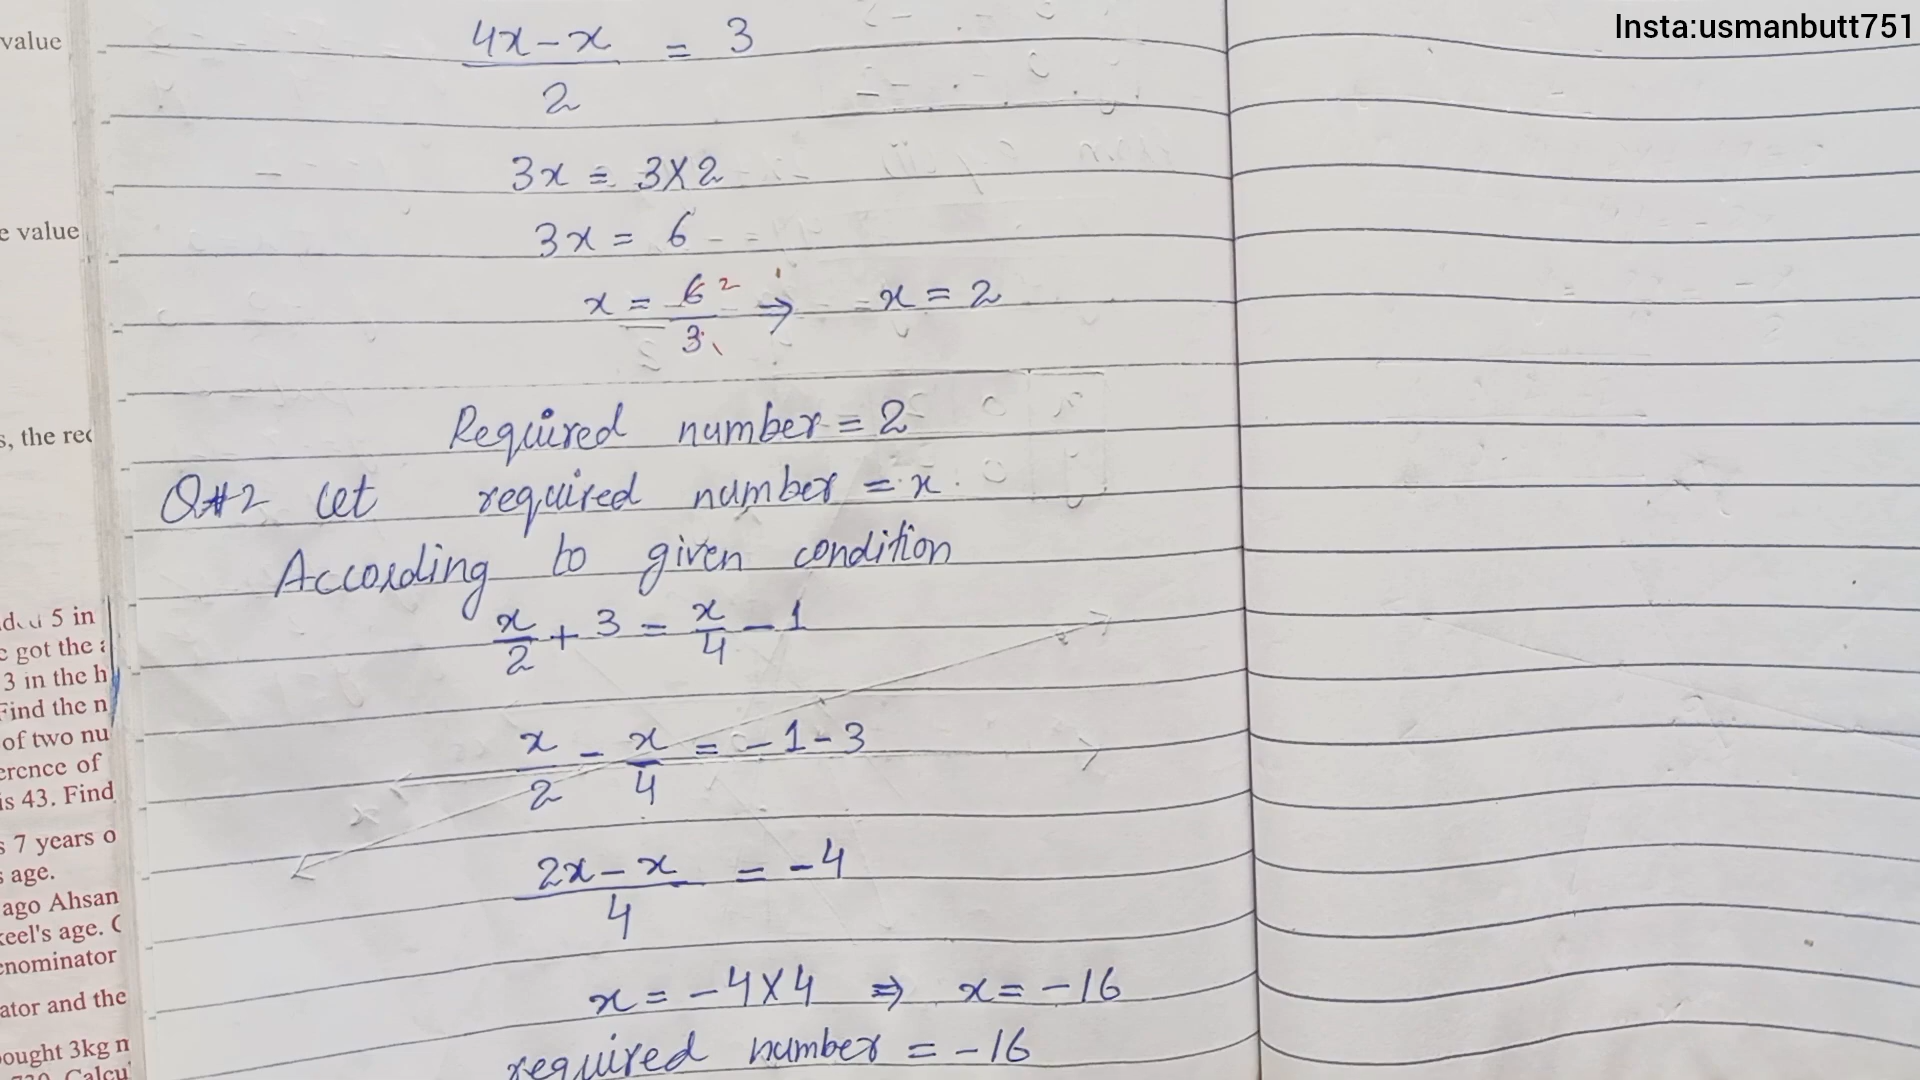 Insta:usmanbutt751
value
e value
s, the
5 in
got the
3 in the h
Find the n
of two nu
erence of
is 43. Find
s 7 years o
s age.
ago Ahsan
keel's age.
enominator
ator and the
ought 3kg n
(4x-x)/2 = 3
3x = 3X2
3x = 6
x = 6/3 2 1 ⇒ x = 2
Required number = 2
Q#2 let required number = x.
According to given condition
x/2 + 3 = x/4 - 1
x/2 - x/4 = -1-3
(2x-x)/4 = -4
x = -4X4 ⇒ x = -16
required number = -16